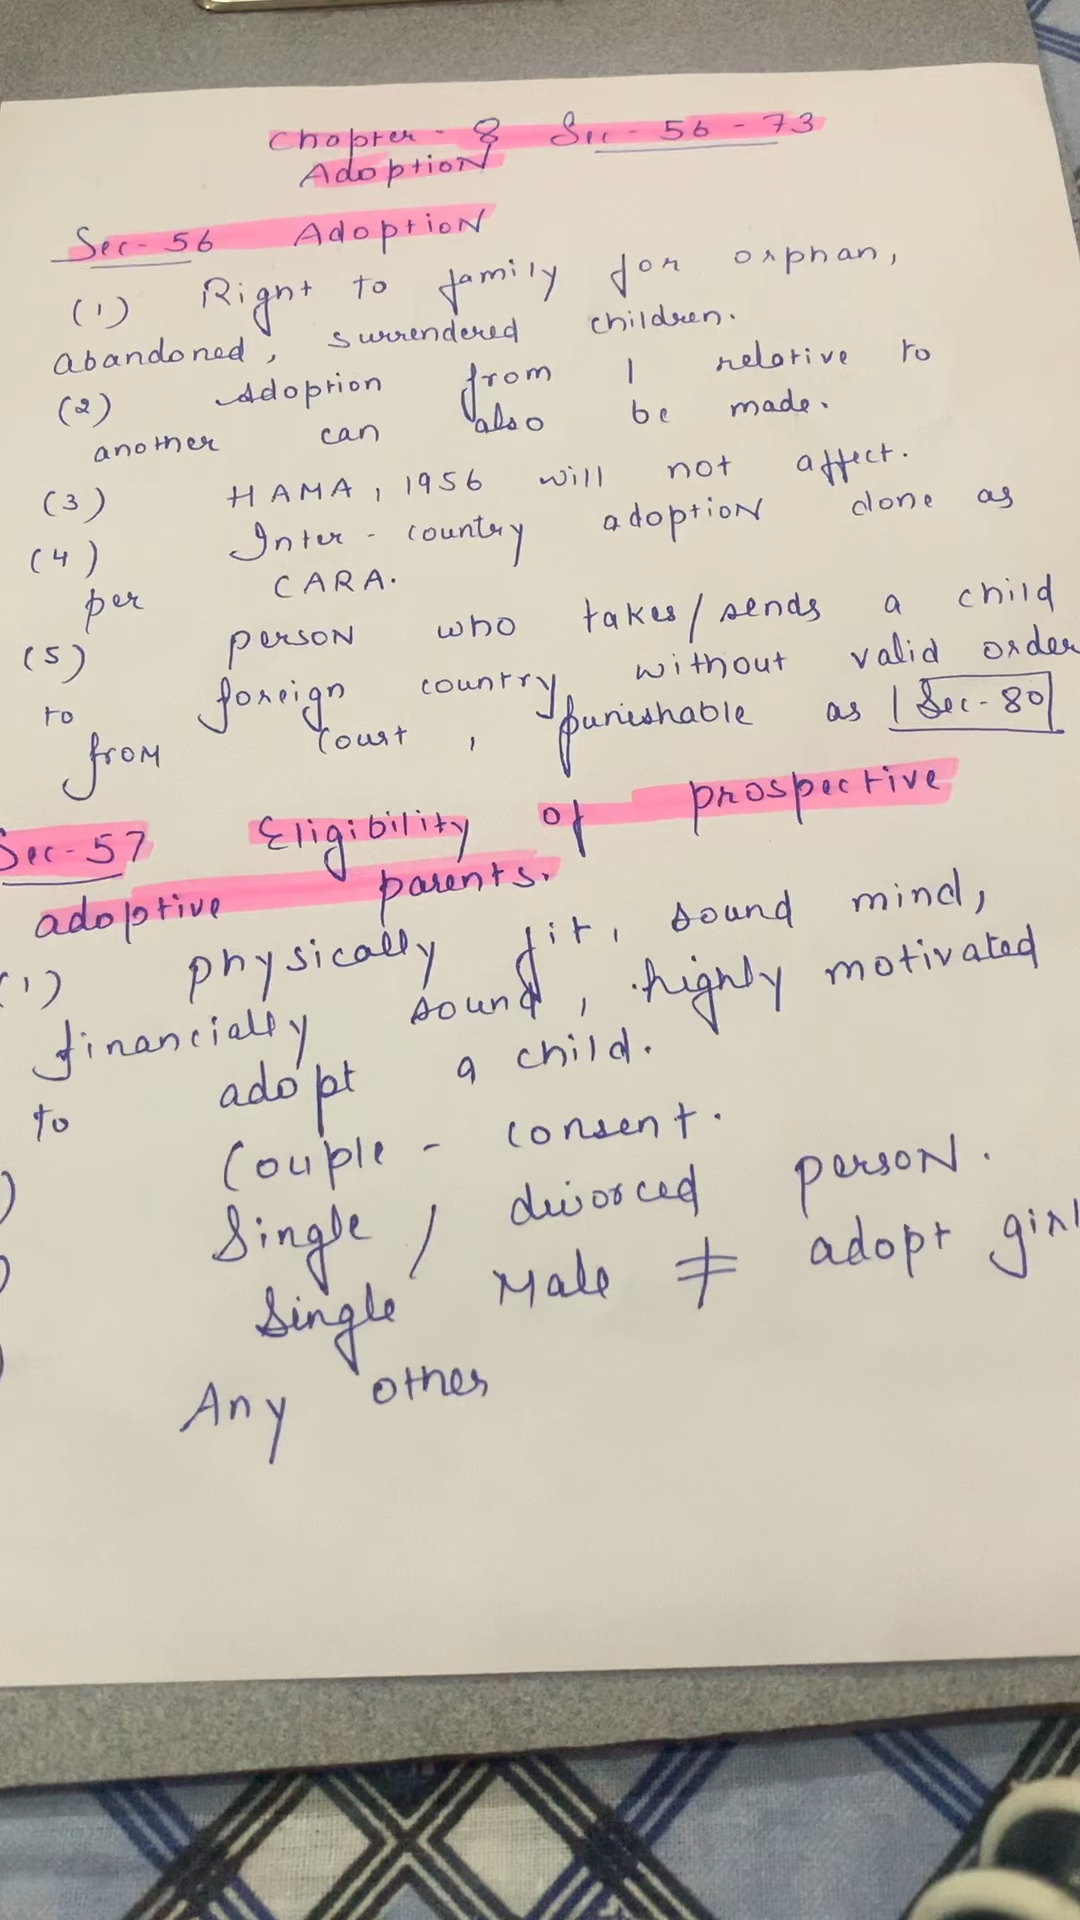 Chapter - 8 Sec - 56 - 73
Adoption
Sec - 56 Adoption
(1) Right to family for orphan,
abandoned, surrendered children.
(2) Adoption from 1 relative to
another can also be made.
(3) HAMA, 1956 will not affect.
(4) Inter - country adoption done as
per CARA.
(5) person who takes/sends a child
to foreign country without valid order
from court, punishable as Sec - 80
Sec - 57 Eligibility of prospective
adoptive parents.
(1) physically fit, sound mind,
financially sound, highly motivated
to adopt a child.
) Couple - consent.
) Single / divorced person.
) Single Male ≠ adopt girl
Any other